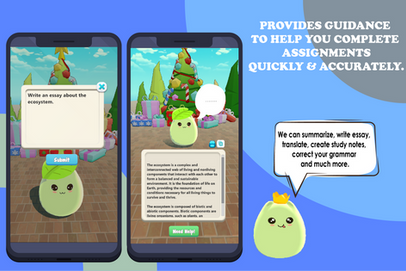 PROVIDES GUIDANCE
TO HELP YOU COMPLETE
ASSIGNMENTS
QUICKLY & ACCURATELY.
Write an essay about the
ecosystem.
Submit
The ecosystem is a complex and
interconnected web of living and nonliving
components that interact with each other to
form a balanced and sustainable
environment. It is the foundation of life on
Earth, providing the resources and
conditions necessary for all living things to
survive and thrive.
The ecosystem is composed of biotic and
abiotic components. Biotic components are
living organisms, such as plants, an
Need Help!
We can summarize, write essay,
translate, create study notes,
correct your grammar
and much more.